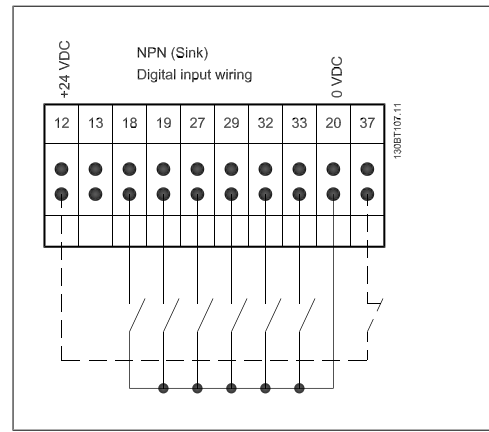 +24 VDC
NPN (Sink)
Digital input wiring
0 VDC
12 13 18 19 27 29 32 33 20 37
130BT107.11